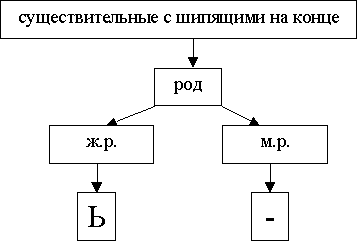 существительные с шипящими на конце
род
ж.р.
м.р.
Ь
-